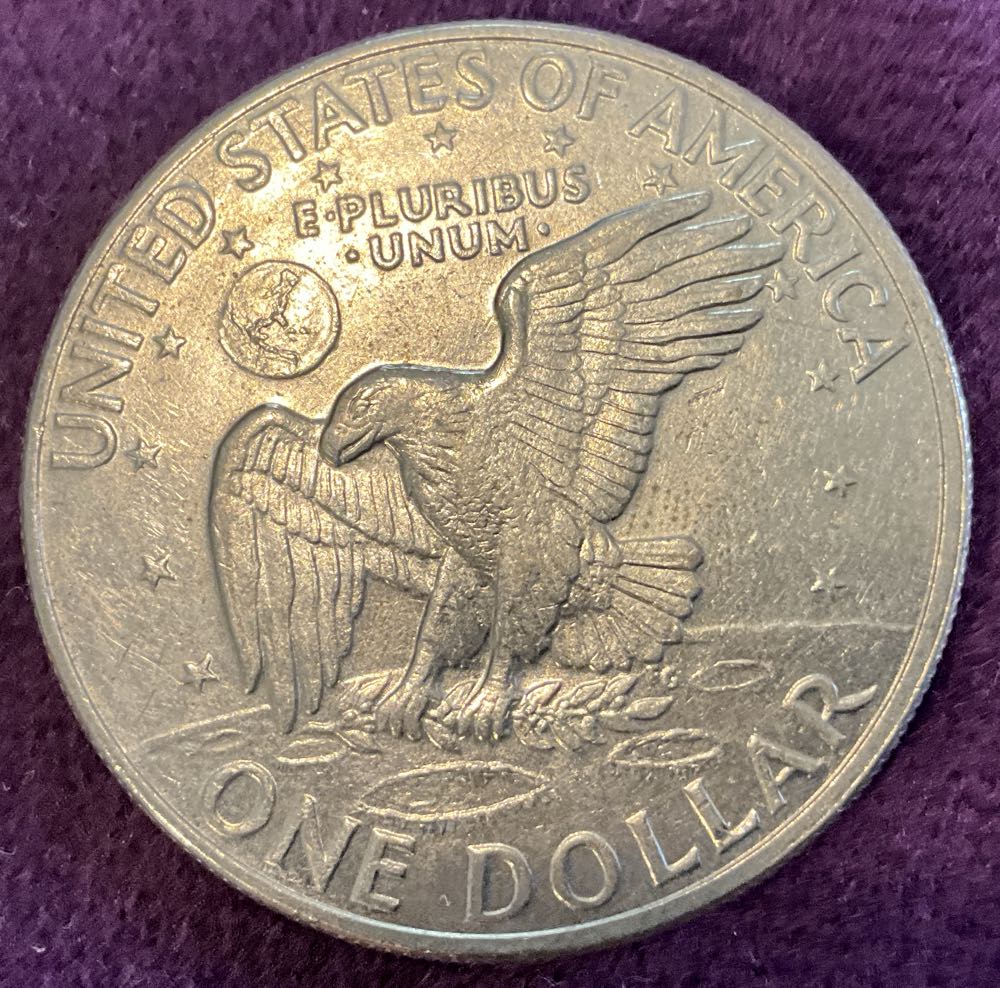 UNITED STATES OF AMERICA
E·PLURIBUS
·UNUM·
ONE DOLLAR